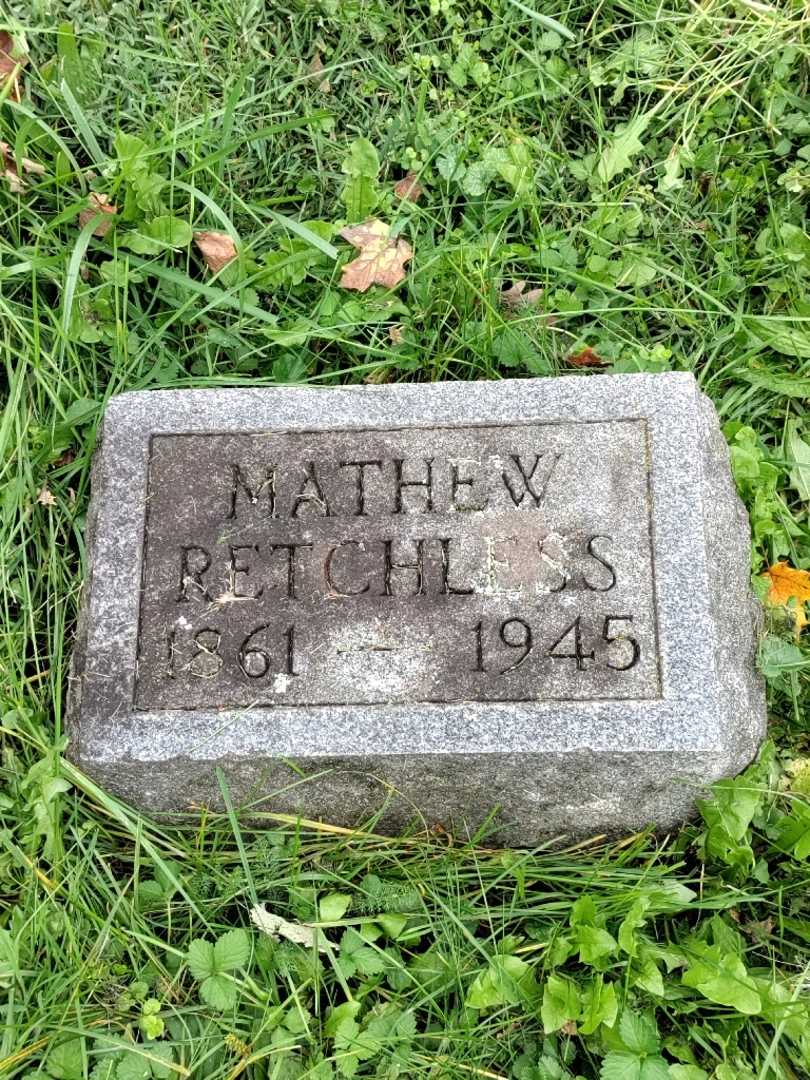 MATHEW
RETCHLESS
1861 — 1945